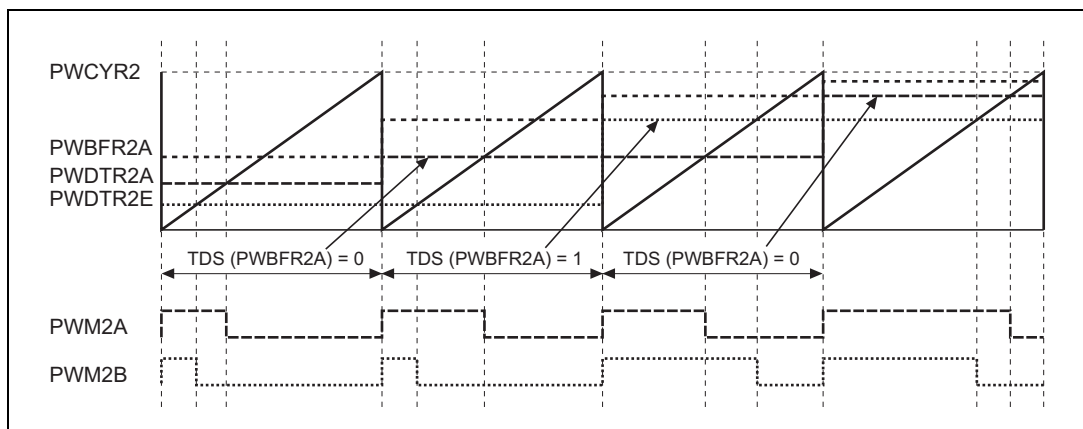 PWCYR2
PWBFR2A
PWDTR2A
PWDTR2E
TDS (PWBFR2A) = 0
TDS (PWBFR2A) = 1
TDS (PWBFR2A) = 0
PWM2A
PWM2B